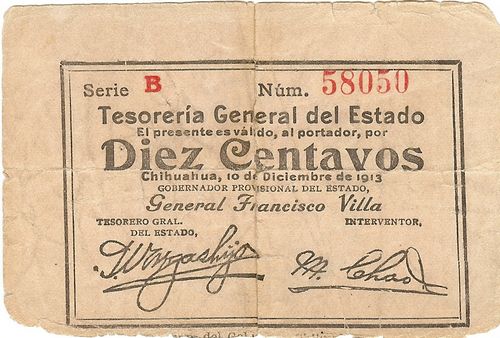 Serie B Núm. 58050
Tesorería General del Estado
El presente es válido, al portador, por
Diez Centavos
Chihuahua, 10 de Diciembre de 1913
GOBERNADOR PROVISIONAL DEL ESTADO,
General Francisco Villa
TESORERO GRAL. INTERVENTOR,
DEL ESTADO,
M. Chao